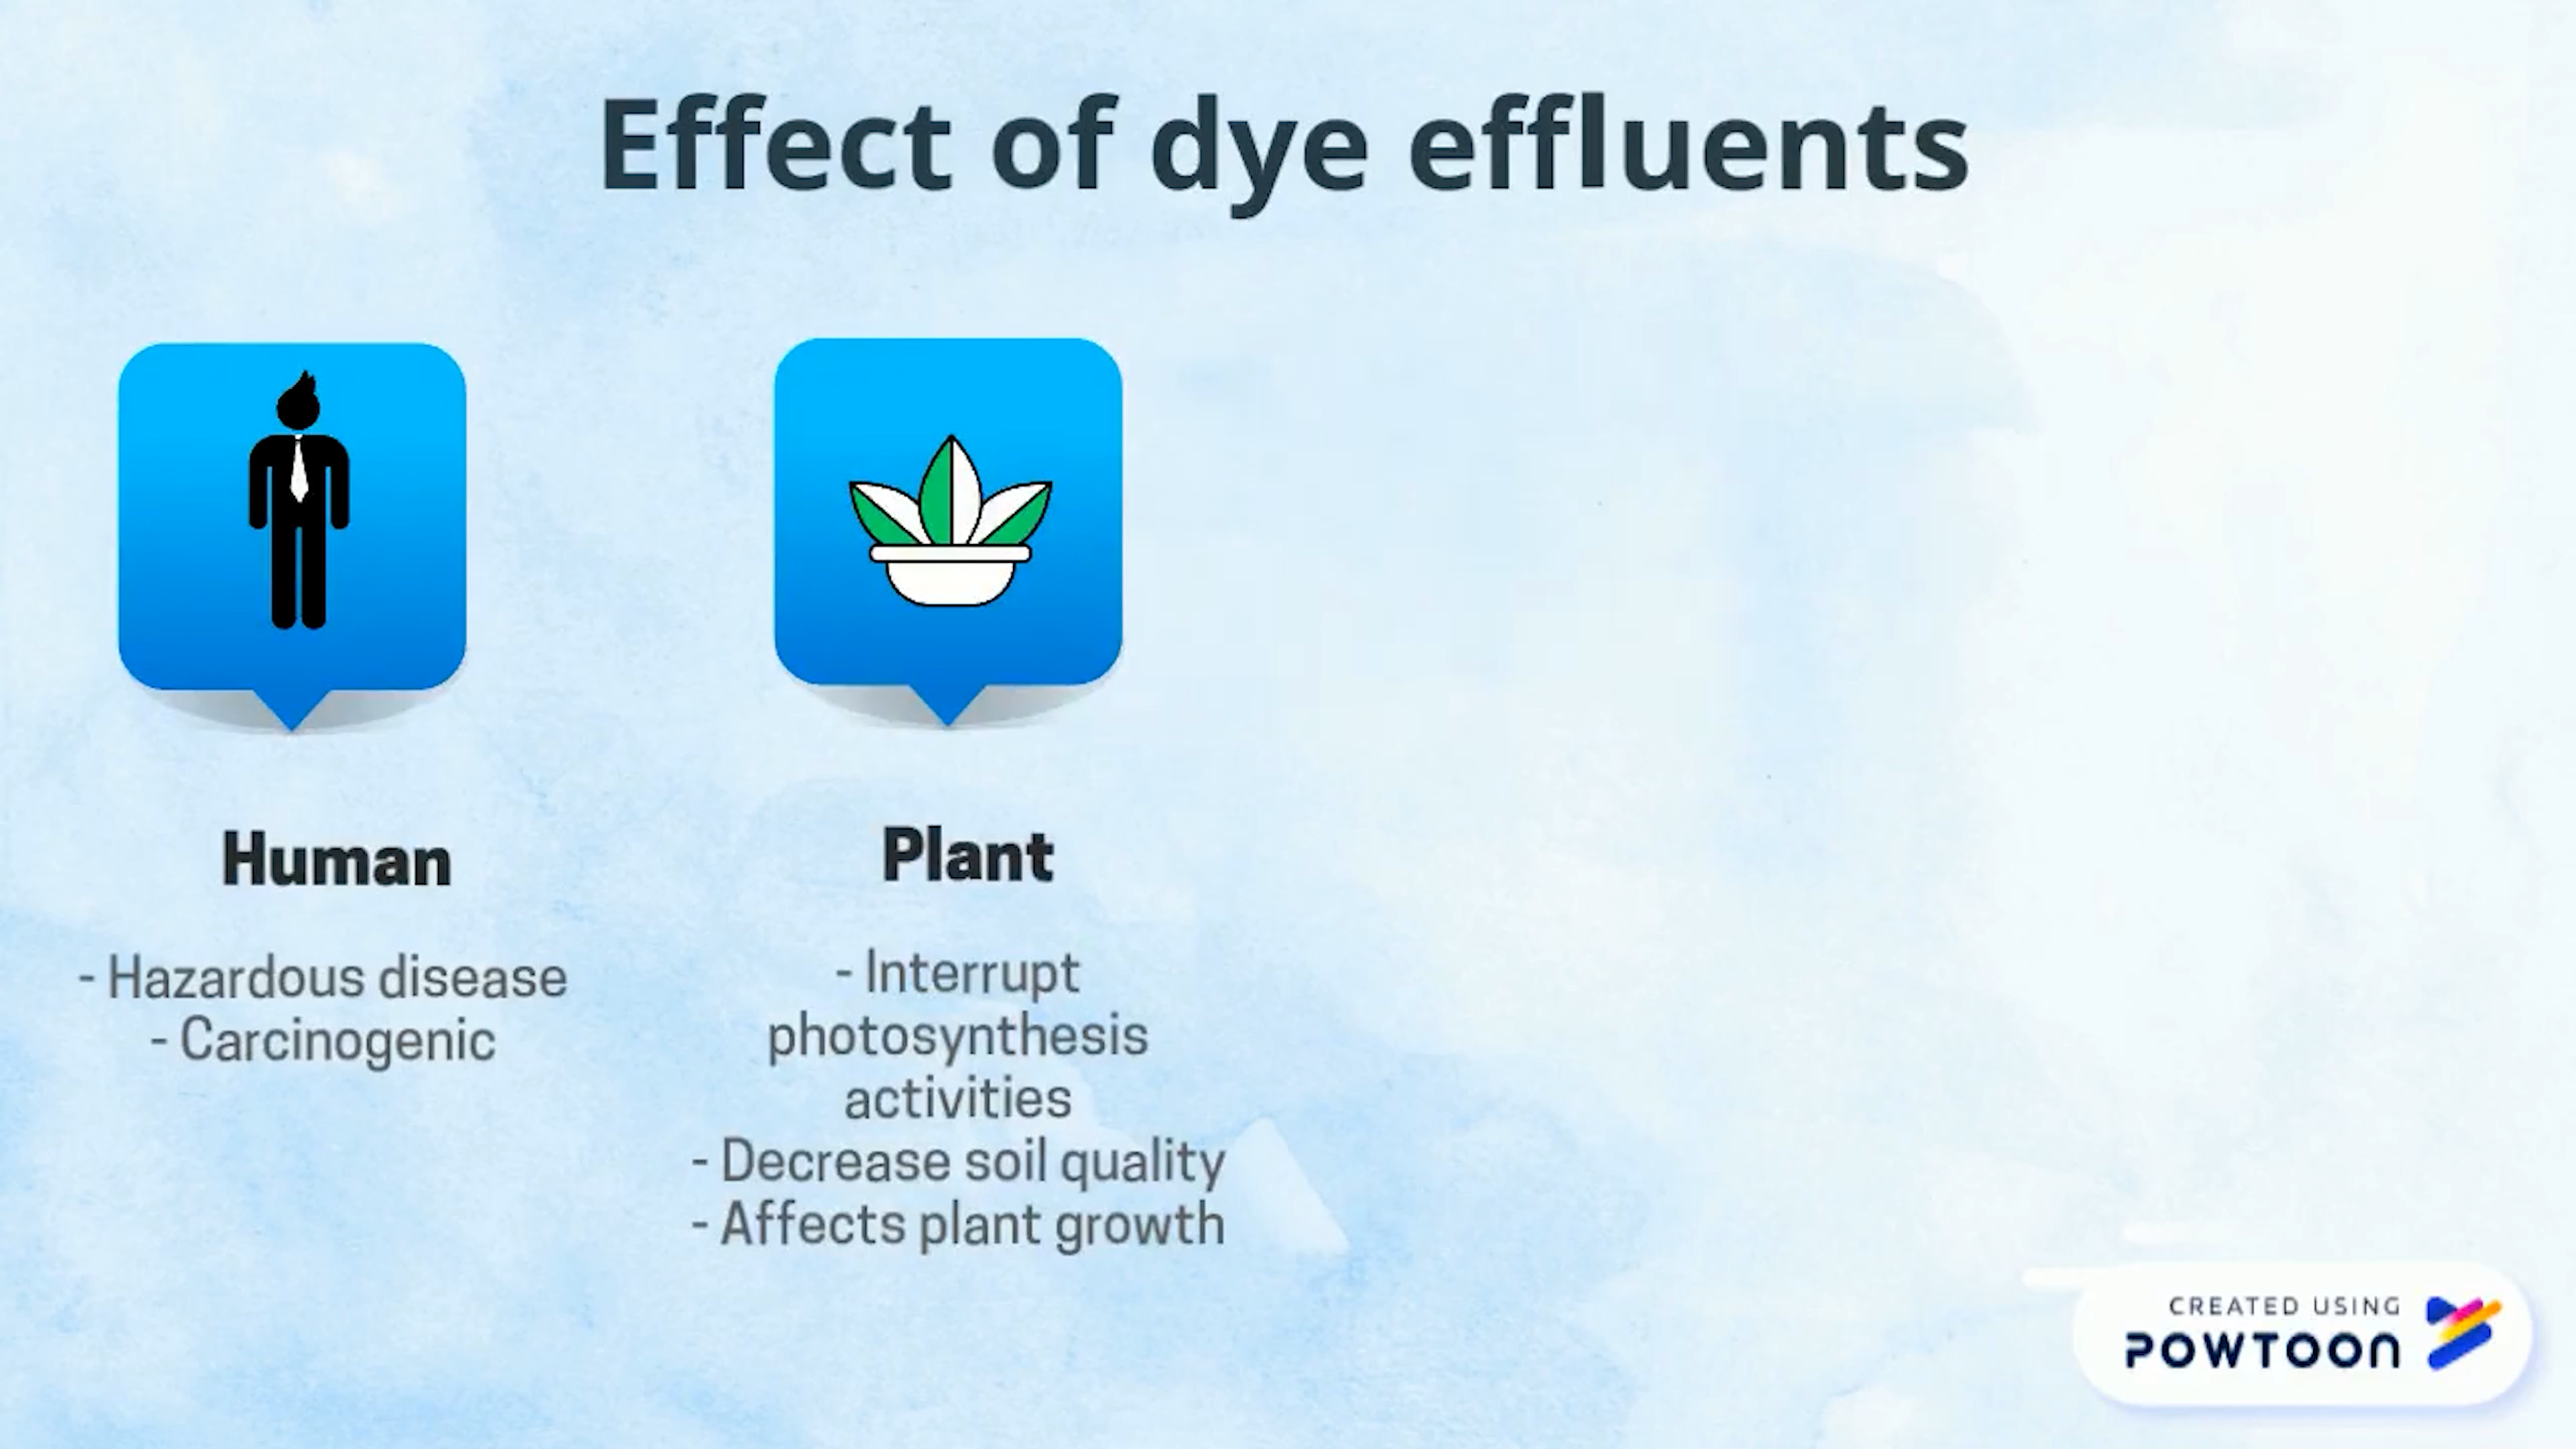 Effect of dye effluents
Human
- Hazardous disease
- Carcinogenic
Plant
- Interrupt
photosynthesis
activities
- Decrease soil quality
- Affects plant growth
CREATED USING
POWTOON